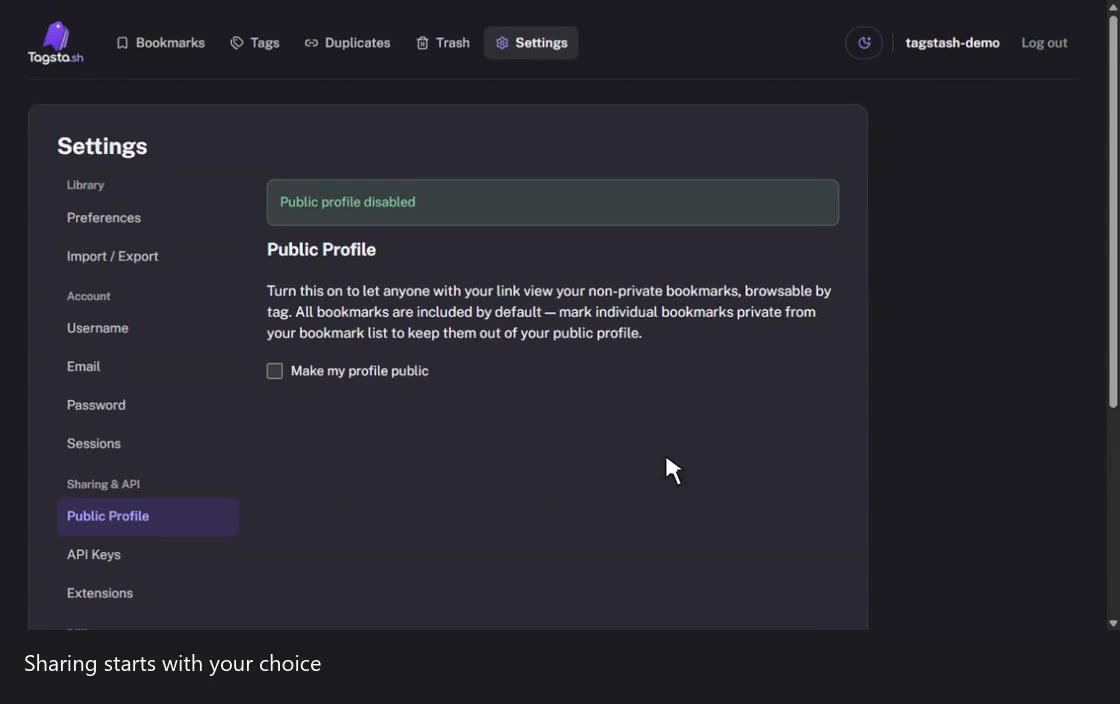 Tagsta.sh
Bookmarks
Tags
Duplicates
Trash
Settings
tagstash-demo
Log out
Settings
Library
Preferences
Import / Export
Account
Username
Email
Password
Sessions
Sharing & API
Public Profile
API Keys
Extensions
Public profile disabled
Public Profile
Turn this on to let anyone with your link view your non-private bookmarks, browsable by
tag. All bookmarks are included by default — mark individual bookmarks private from
your bookmark list to keep them out of your public profile.
Make my profile public
Sharing starts with your choice